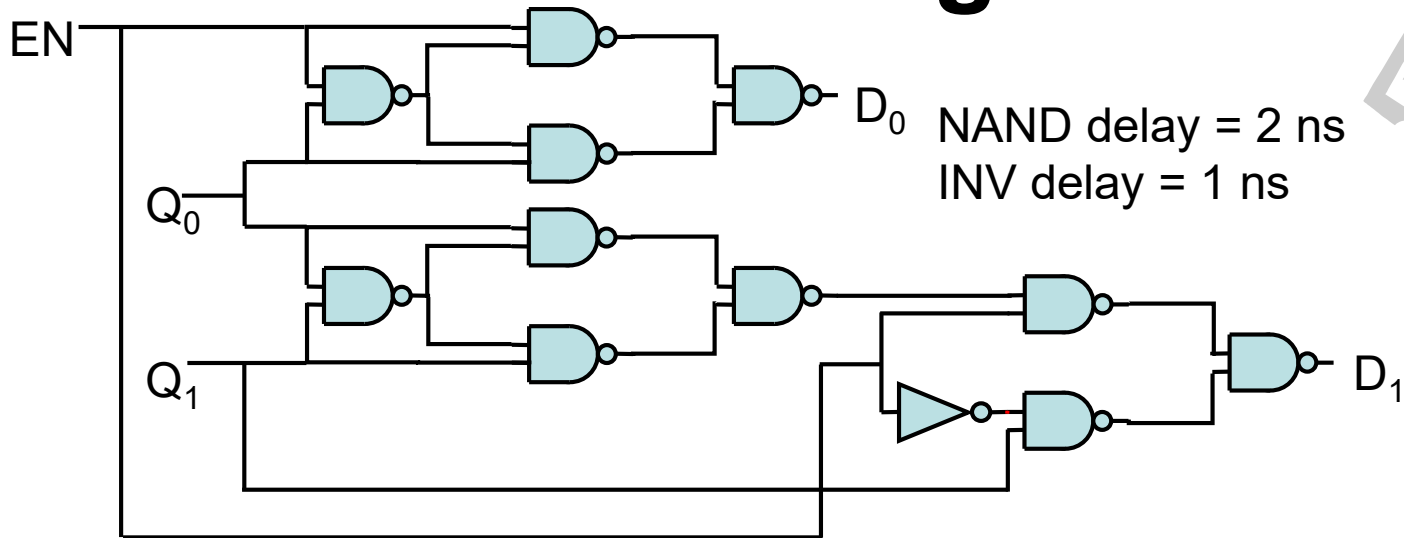 EN
D0
NAND delay = 2 ns
INV delay = 1 ns
Q0
Q1
D1